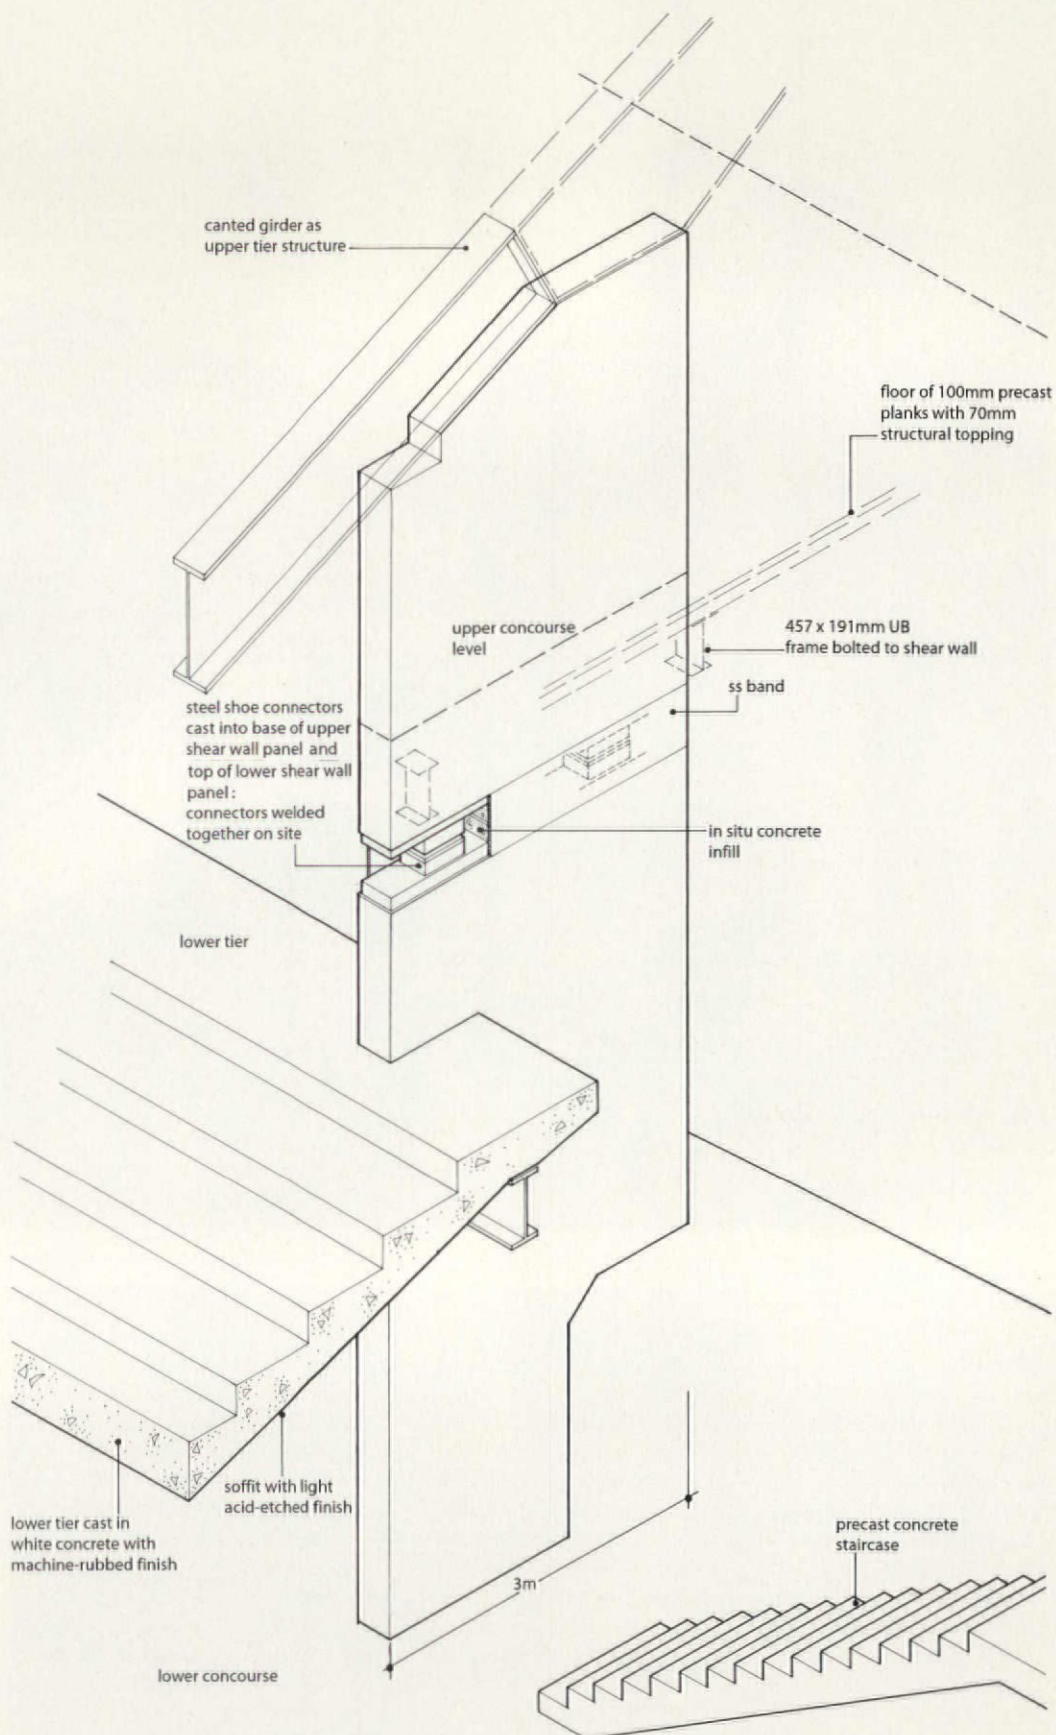 canted girder as
upper tier structure
floor of 100mm precast
planks with 70mm
structural topping
upper concourse
level
457 x 191mm UB
frame bolted to shear wall
ss band
steel shoe connectors
cast into base of upper
shear wall panel and
top of lower shear wall
panel:
connectors welded
together on site
in situ concrete
infill
lower tier
soffit with light
acid-etched finish
lower tier cast in
white concrete with
machine-rubbed finish
precast concrete
staircase
3m
lower concourse